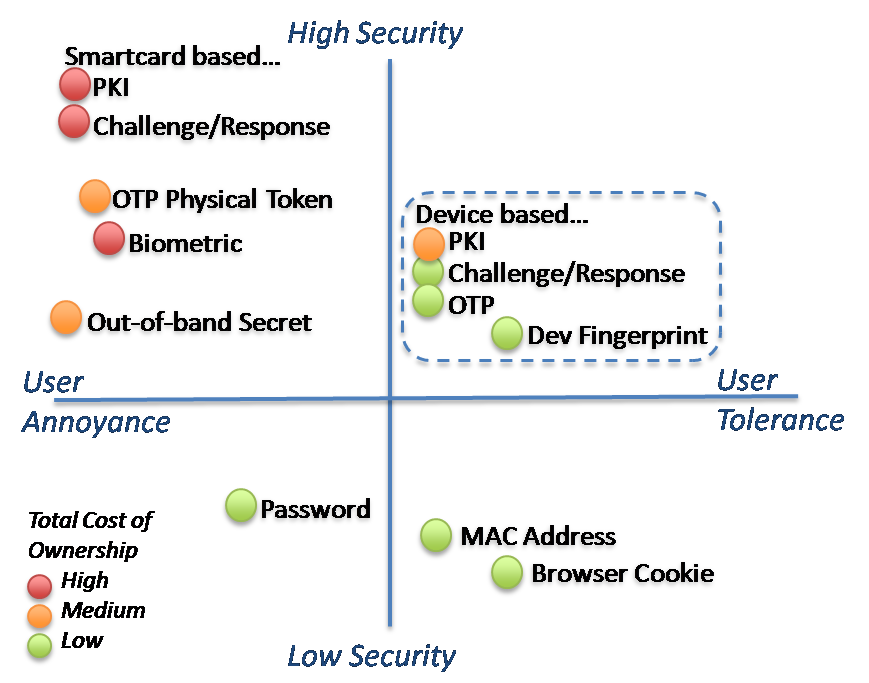 High Security
Smartcard based...
PKI
Challenge/Response
OTP Physical Token
Biometric
Out-of-band Secret
Device based...
PKI
Challenge/Response
OTP
Dev Fingerprint
User
Annoyance
User
Tolerance
Password
MAC Address
Browser Cookie
Total Cost of
Ownership
High
Medium
Low
Low Security